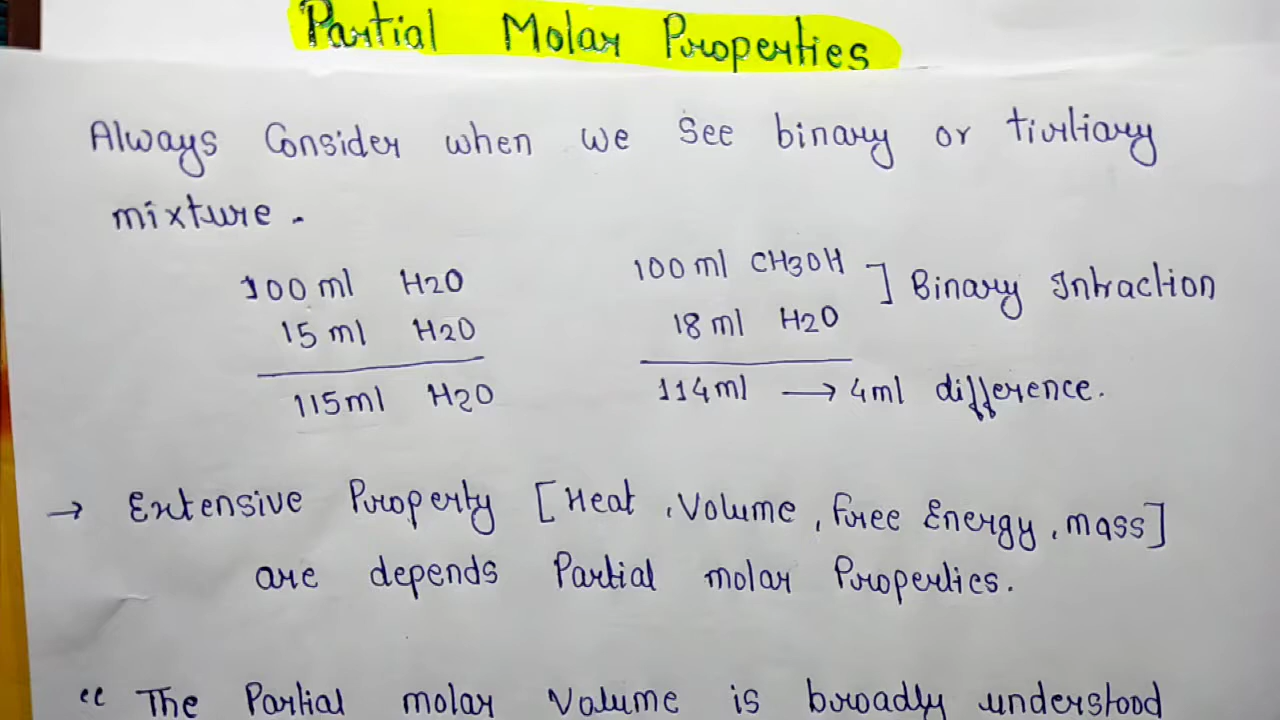 Partial Molar Properties
Always Consider when we See binary or tirtiary
mixture.
100 ml H2O
15 ml H2O
115ml H2O
100 ml CH3OH
18 ml H2O
] Binary Intraction
114ml → 4ml difference.
→ Extensive Property [Heat, Volume, free Energy, mass]
are depends Partial molar Properties.
"The Partial molar Volume is broadly understood